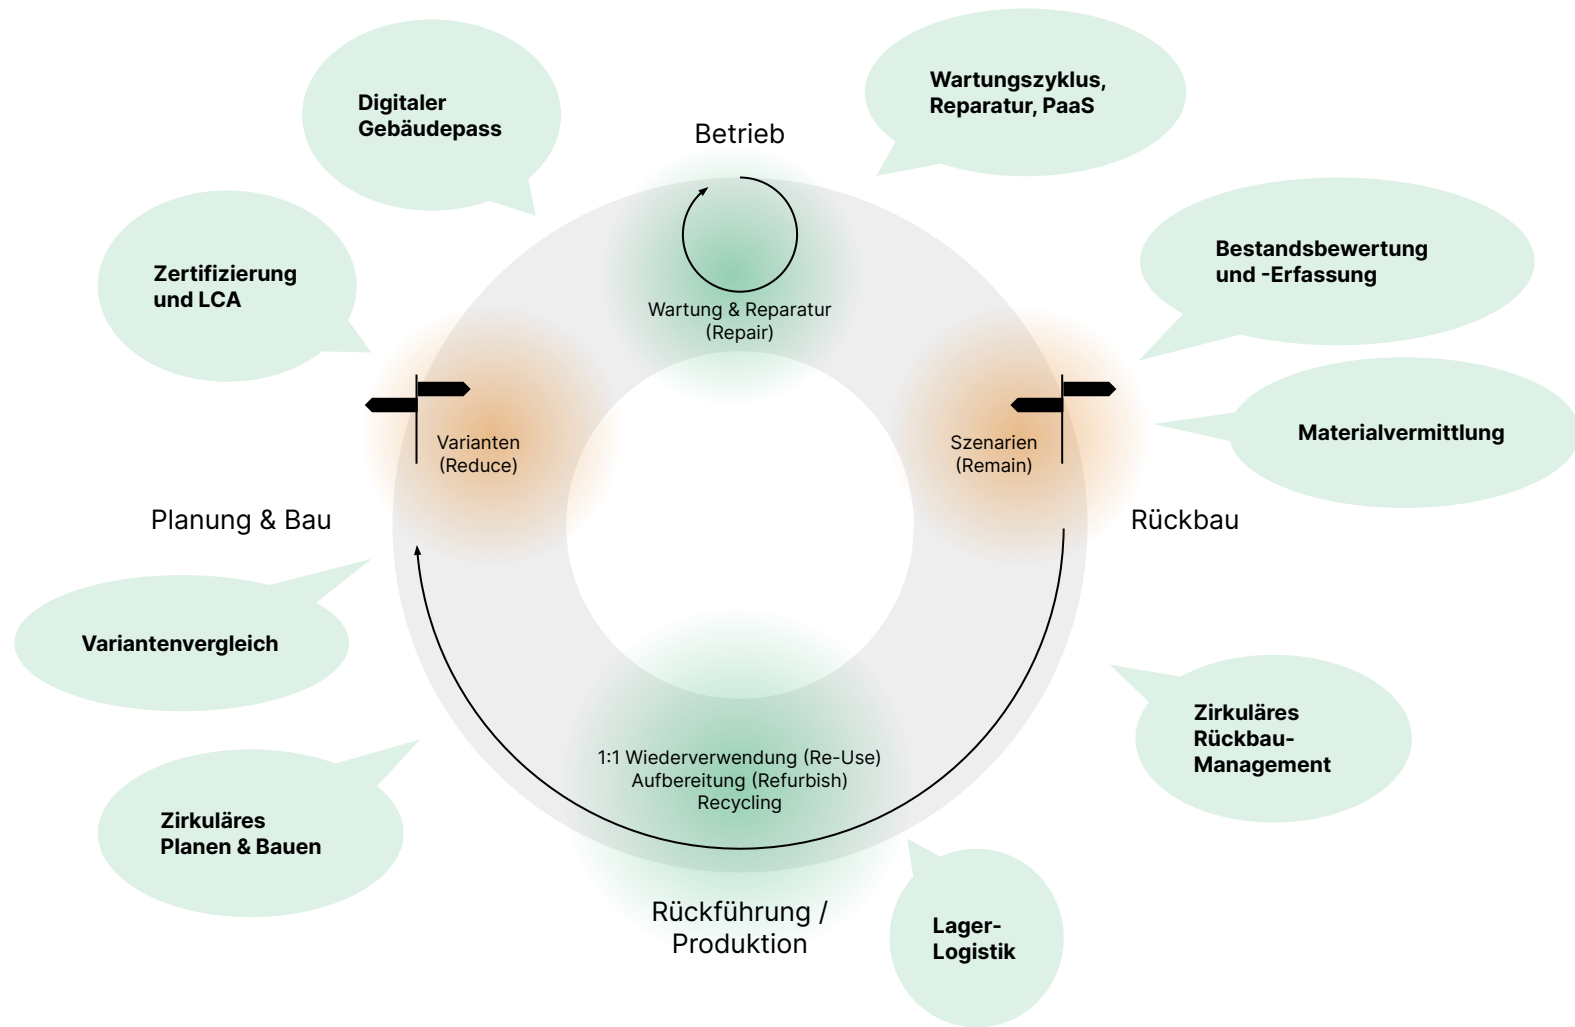 Digitaler
Gebäudepass
Wartungszyklus,
Reparatur, PaaS
Betrieb
Zertifizierung
und LCA
Bestandsbewertung
und -Erfassung
Wartung & Reparatur
(Repair)
Varianten
(Reduce)
Szenarien
(Remain)
Materialvermittlung
Planung & Bau
Rückbau
Variantenvergleich
Zirkuläres
Rückbau-
Management
1:1 Wiederverwendung (Re-Use)
Aufbereitung (Refurbish)
Recycling
Zirkuläres
Planen & Bauen
Rückführung /
Produktion
Lager-
Logistik